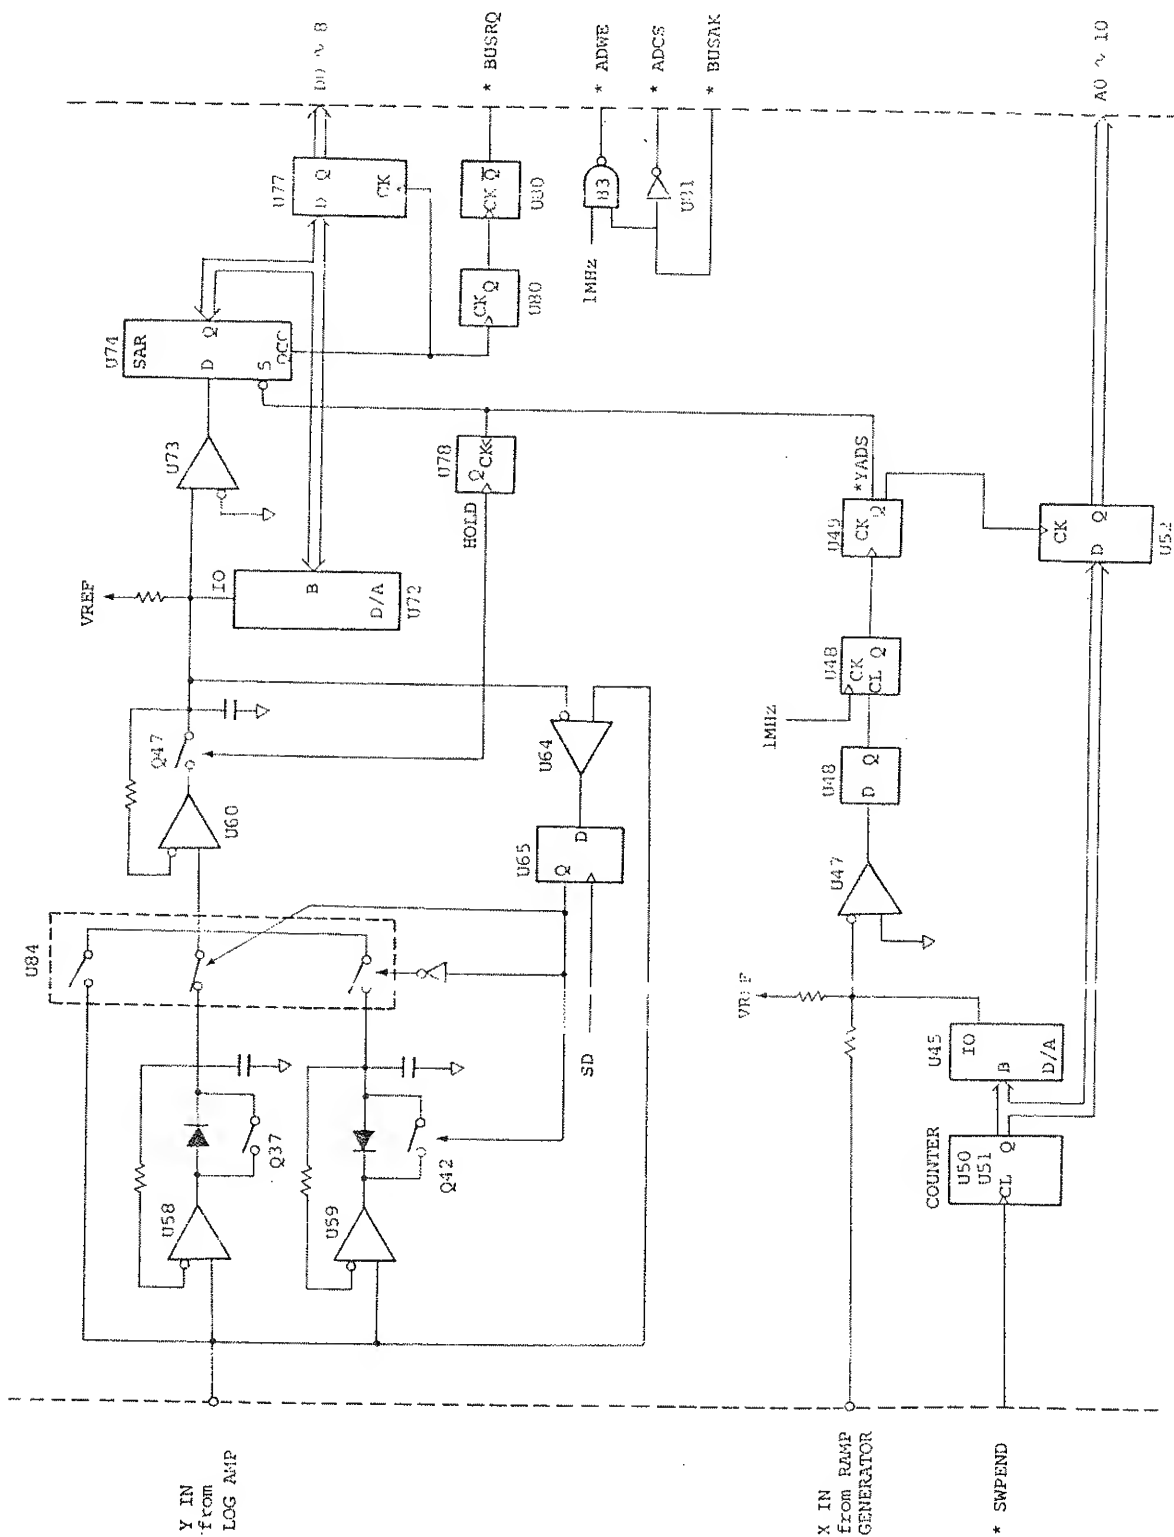 Y IN
from
LOG AMP
X IN
from RAMP
GENERATOR
* SWPEND
U84
U58
Q37
U59
Q42
U60
Q47
VREF
IO
B
D/A
U72
U73
U74
SAR
D
Q
S
U77
D Q
CK
8
* BUSRQ
CK Q
U80
CK Q
U80
* ADWE
* ADCS
* BUSAK
83
1MHz
HOLD
Q CK
U78
U64
U65
Q
D
SD
U47
U48
D Q
1MHZ
U48
CK
CL Q
U49
CK
Q
*YADS
U45
IO
B
D/A
COUNTER
U50
U51
CL
Q
CK
D Q
U52
A0 ~ 10